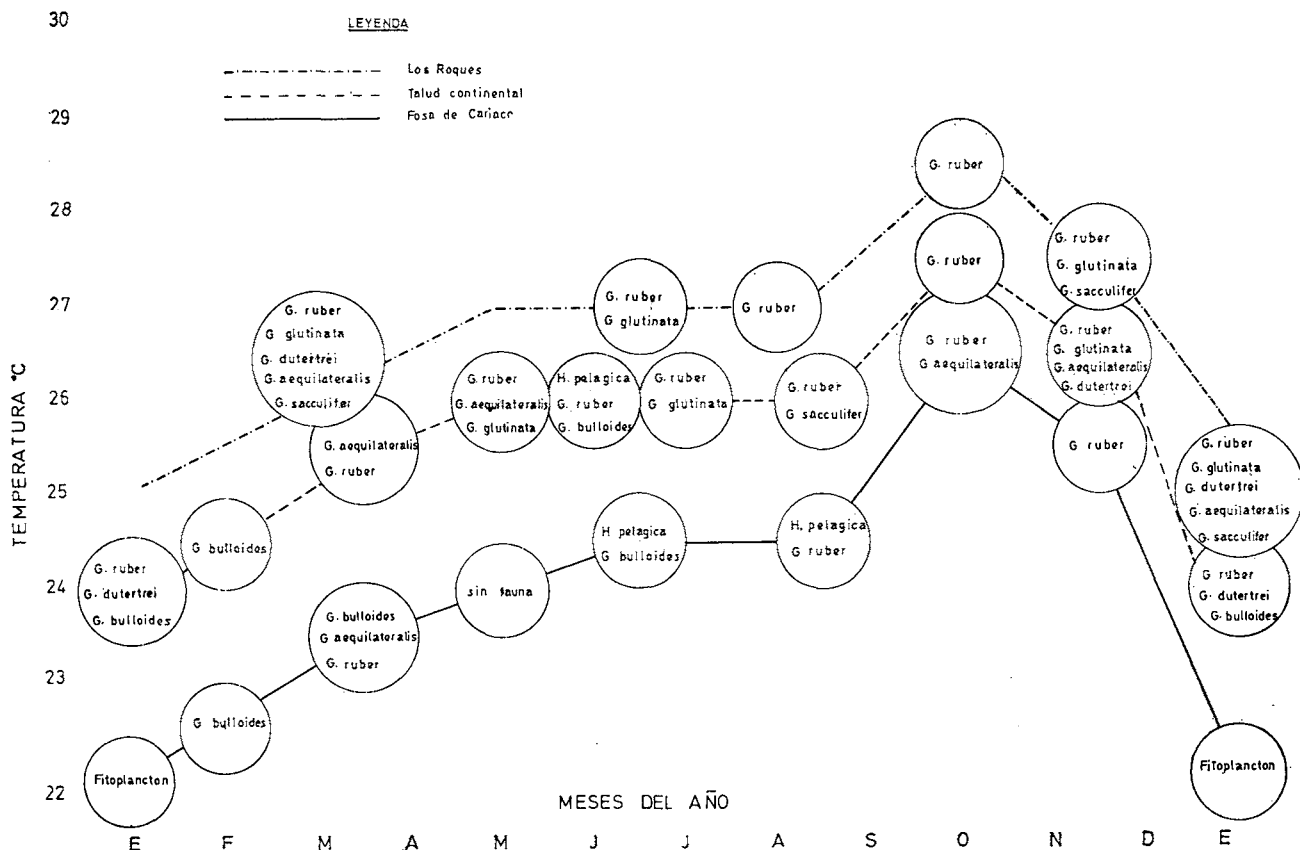 LEYENDA
Los Roques
Talud continental
Fosa de Cariaco
TEMPERATURA °C
30
29
28
27
26
25
24
23
22
G. ruber
G. dutertrei
G. bulloides
Fitoplancton
G bulloides
G bulloides
G. ruber
G glutinata
G. dutertrei
G. aequilateralis
G. sacculifer
G. aequilateralis
G. ruber
G. bulloides
G aequilateralis
G. ruber
G. ruber
G. aequilateralis
G. glutinata
sin fauna
H. pelagica
G. ruber
G. bulloides
G. ruber
G glutinata
G. ruber
G glutinata
H pelagica
G bulloides
G ruber
G. ruber
G. sacculifer
H. pelagica
G ruber
G. ruber
G. ruber
G ruber
G aequilateralis
G. ruber
G. glutinata
G. sacculifer
G. ruber
G. glutinata
G. aequilateralis
G. dutertrei
G. ruber
G. ruber
G. glutinata
G. dutertrei
G. aequilateralis
G. sacculifer
G. ruber
G. dutertrei
G. bulloides
Fitoplancton
MESES DEL AÑO
E F M A M J J A S O N D E